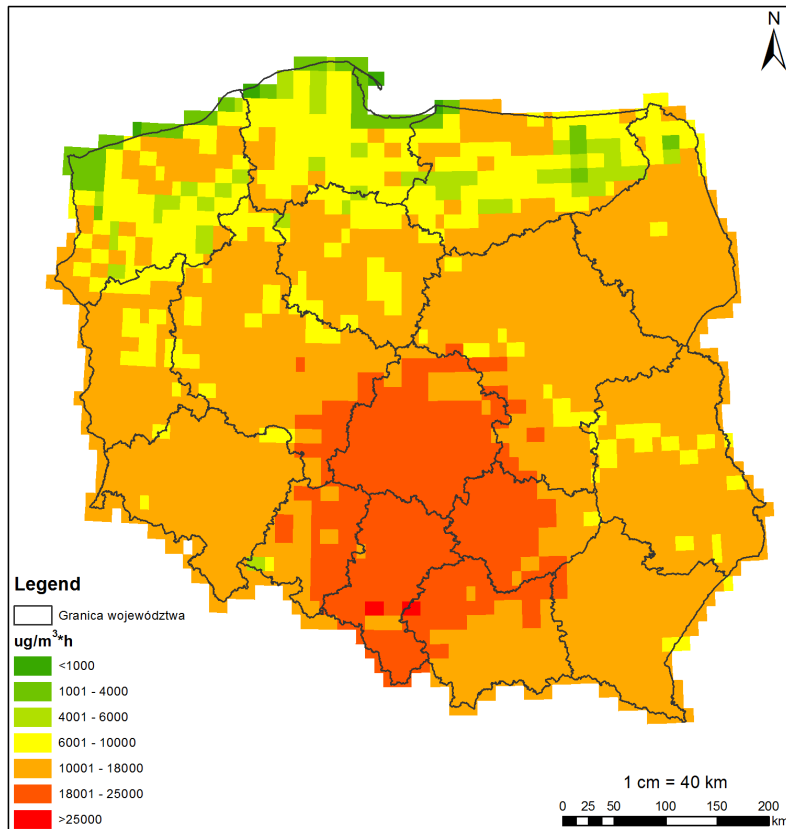 N
Legend
Granica województwa
ug/m³*h
<1000
1001 - 4000
4001 - 6000
6001 - 10000
10001 - 18000
18001 - 25000
>25000
1 cm = 40 km
0 25 50 100 150 200
km